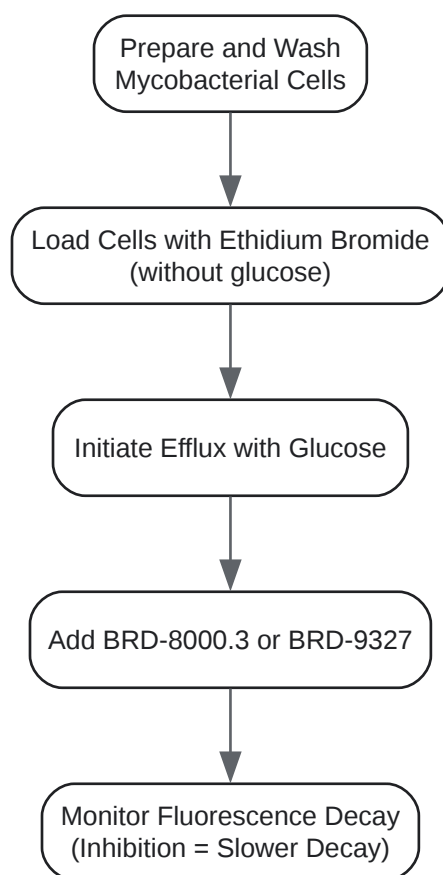 Prepare and Wash
Mycobacterial Cells
Load Cells with Ethidium Bromide
(without glucose)
Initiate Efflux with Glucose
Add BRD-8000.3 or BRD-9327
Monitor Fluorescence Decay
(Inhibition = Slower Decay)